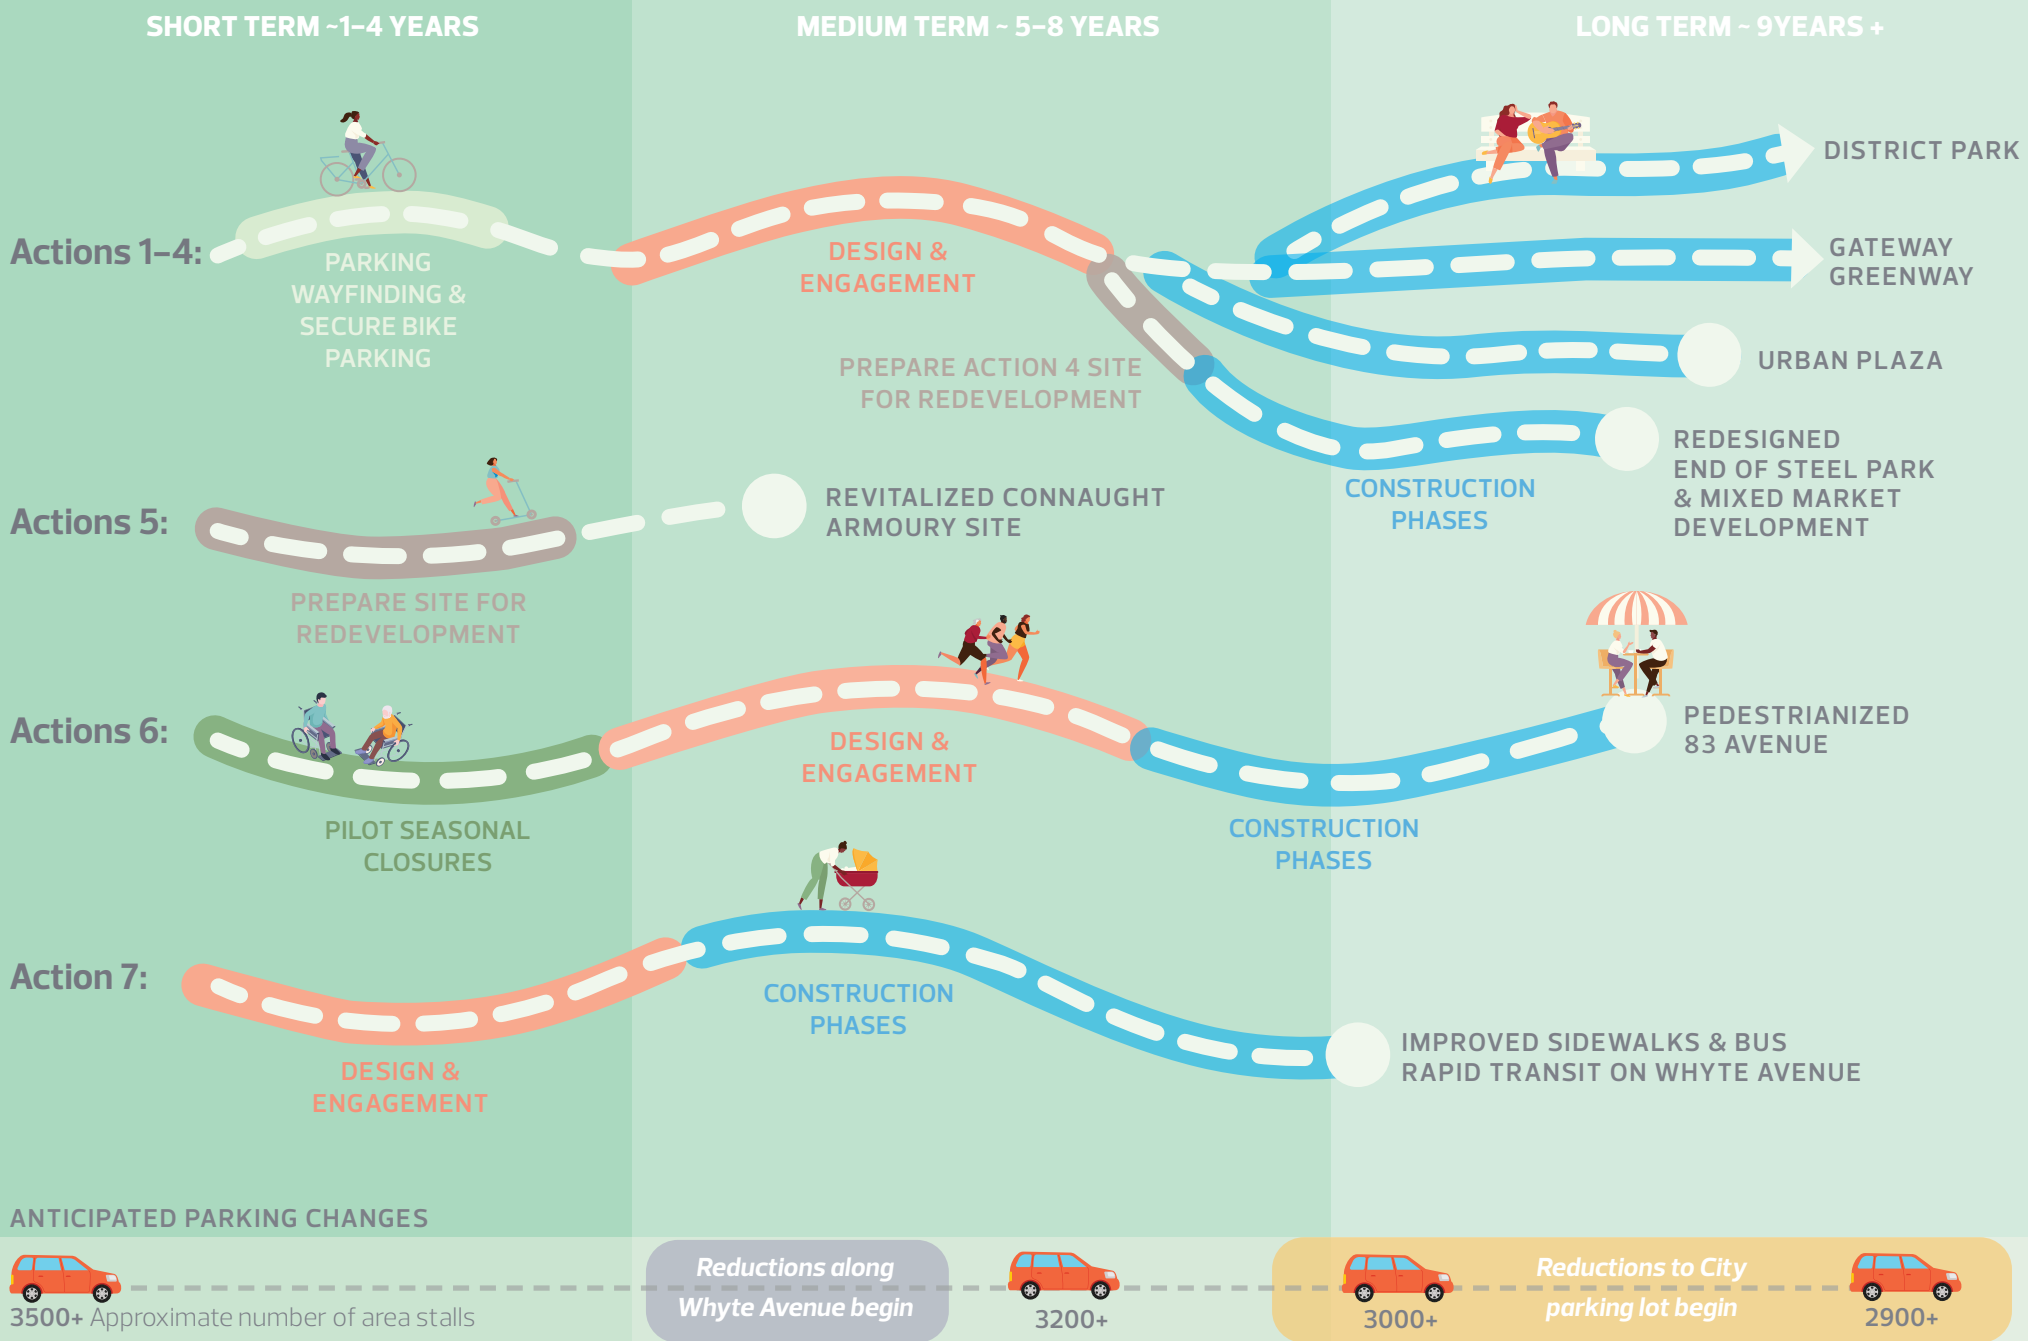 SHORT TERM ~1–4 YEARS
MEDIUM TERM ~ 5–8 YEARS
LONG TERM ~ 9YEARS +
Actions 1–4:
PARKING
WAYFINDING &
SECURE BIKE
PARKING
DESIGN &
ENGAGEMENT
PREPARE ACTION 4 SITE
FOR REDEVELOPMENT
DISTRICT PARK
GATEWAY
GREENWAY
URBAN PLAZA
REDESIGNED
END OF STEEL PARK
& MIXED MARKET
DEVELOPMENT
CONSTRUCTION
PHASES
Actions 5:
PREPARE SITE FOR
REDEVELOPMENT
REVITALIZED CONNAUGHT
ARMOURY SITE
Actions 6:
PILOT SEASONAL
CLOSURES
DESIGN &
ENGAGEMENT
CONSTRUCTION
PHASES
PEDESTRIANIZED
83 AVENUE
Action 7:
DESIGN &
ENGAGEMENT
CONSTRUCTION
PHASES
IMPROVED SIDEWALKS & BUS
RAPID TRANSIT ON WHYTE AVENUE
ANTICIPATED PARKING CHANGES
3500+ Approximate number of area stalls
Reductions along
Whyte Avenue begin
3200+
3000+
Reductions to City
parking lot begin
2900+